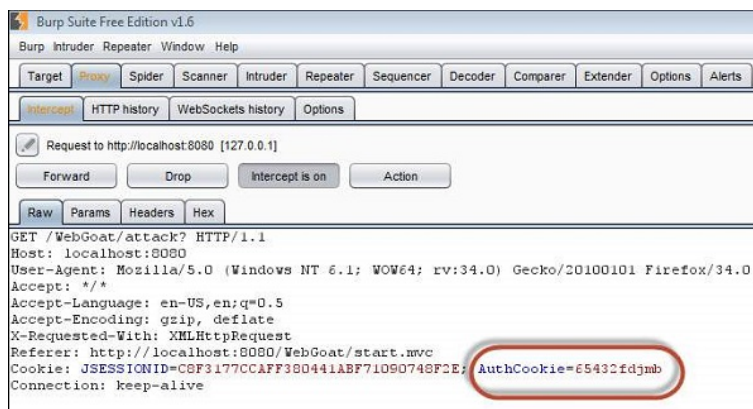 Burp Suite Free Edition v1.6
Burp Intruder Repeater Window Help
Target Proxy Spider Scanner Intruder Repeater Sequencer Decoder Comparer Extender Options Alerts
Intercept HTTP history WebSockets history Options
Request to http://localhost:8080 [127.0.0.1]
Forward Drop Intercept is on Action
Raw Params Headers Hex
GET /WebGoat/attack? HTTP/1.1
Host: localhost:8080
User-Agent: Mozilla/5.0 (Windows NT 6.1; WOW64; rv:34.0) Gecko/20100101 Firefox/34.0
Accept: */*
Accept-Language: en-US,en;q=0.5
Accept-Encoding: gzip, deflate
X-Requested-With: XMLHttpRequest
Referer: http://localhost:8080/WebGoat/start.mvc
Cookie: JSESSIONID=C8F3177CCAFF380441ABF71090748F2E; AuthCookie=65432fdjmb
Connection: keep-alive